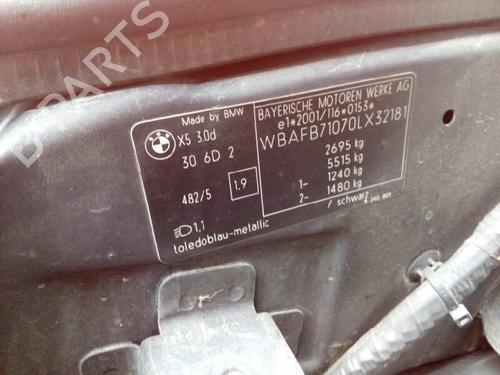 B PARTS
BMW
Made by BMW
X5 3.0d
30 6D 2
482/5
1.9
1,1
toledoblau-metallic
BAYERISCHE MOTOREN WERKE AG
e1*2001/116*0153*
WBAFB71070LX32181
2695 kg
5515 kg
1- 1240 kg
2- 1480 kg
/ schwarz